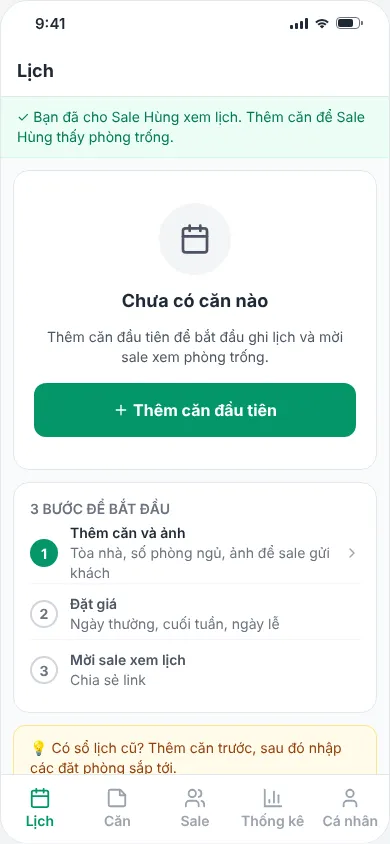 9:41
Lịch
✓ Bạn đã cho Sale Hùng xem lịch. Thêm căn để Sale
Hùng thấy phòng trống.
Chưa có căn nào
Thêm căn đầu tiên để bắt đầu ghi lịch và mời
sale xem phòng trống.
+ Thêm căn đầu tiên
3 BƯỚC ĐỂ BẮT ĐẦU
1
Thêm căn và ảnh
Tòa nhà, số phòng ngủ, ảnh để sale gửi
khách
2
Đặt giá
Ngày thường, cuối tuần, ngày lễ
3
Mời sale xem lịch
Chia sẻ link
💡 Có sổ lịch cũ? Thêm căn trước, sau đó nhập
các đặt phòng sắp tới.
Lịch
Căn
Sale
Thống kê
Cá nhân